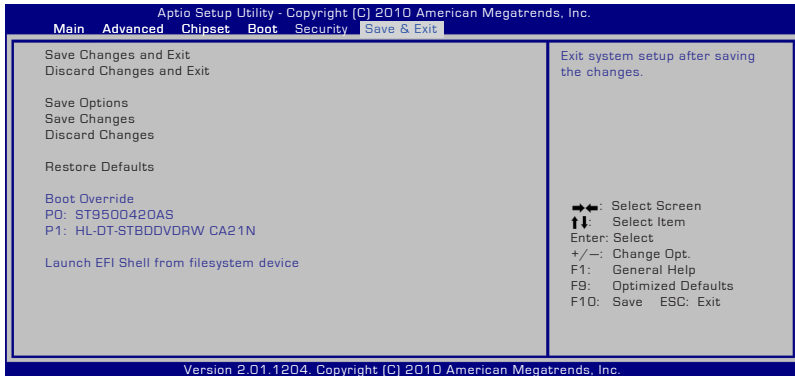 Aptio Setup Utility - Copyright (C) 2010 American Megatrends, Inc.
Main Advanced Chipset Boot Security Save & Exit
Save Changes and Exit
Discard Changes and Exit
Save Options
Save Changes
Discard Changes
Restore Defaults
Boot Override
P0: ST9500420AS
P1: HL-DT-STBDDVDRW CA21N
Launch EFI Shell from filesystem device
Exit system setup after saving
the changes.
→←: Select Screen
↑↓: Select Item
Enter: Select
+/—: Change Opt.
F1: General Help
F9: Optimized Defaults
F10: Save ESC: Exit
Version 2.01.1204. Copyright (C) 2010 American Megatrends, Inc.